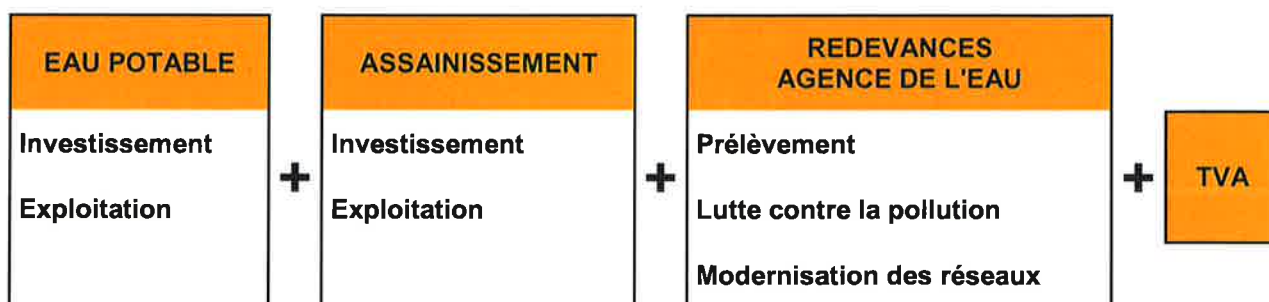 EAU POTABLE
Investissement
Exploitation
+
ASSAINISSEMENT
Investissement
Exploitation
+
REDEVANCES
AGENCE DE L'EAU
Prélèvement
Lutte contre la pollution
Modernisation des réseaux
+
TVA